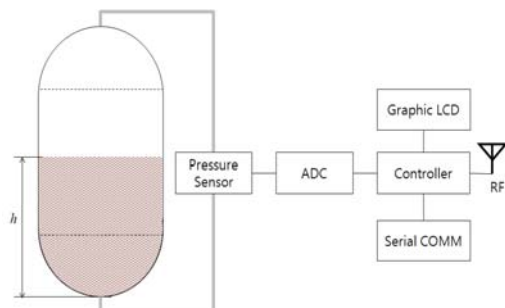 Graphic LCD
Pressure
Sensor
ADC
Controller
RF
h
Serial COMM